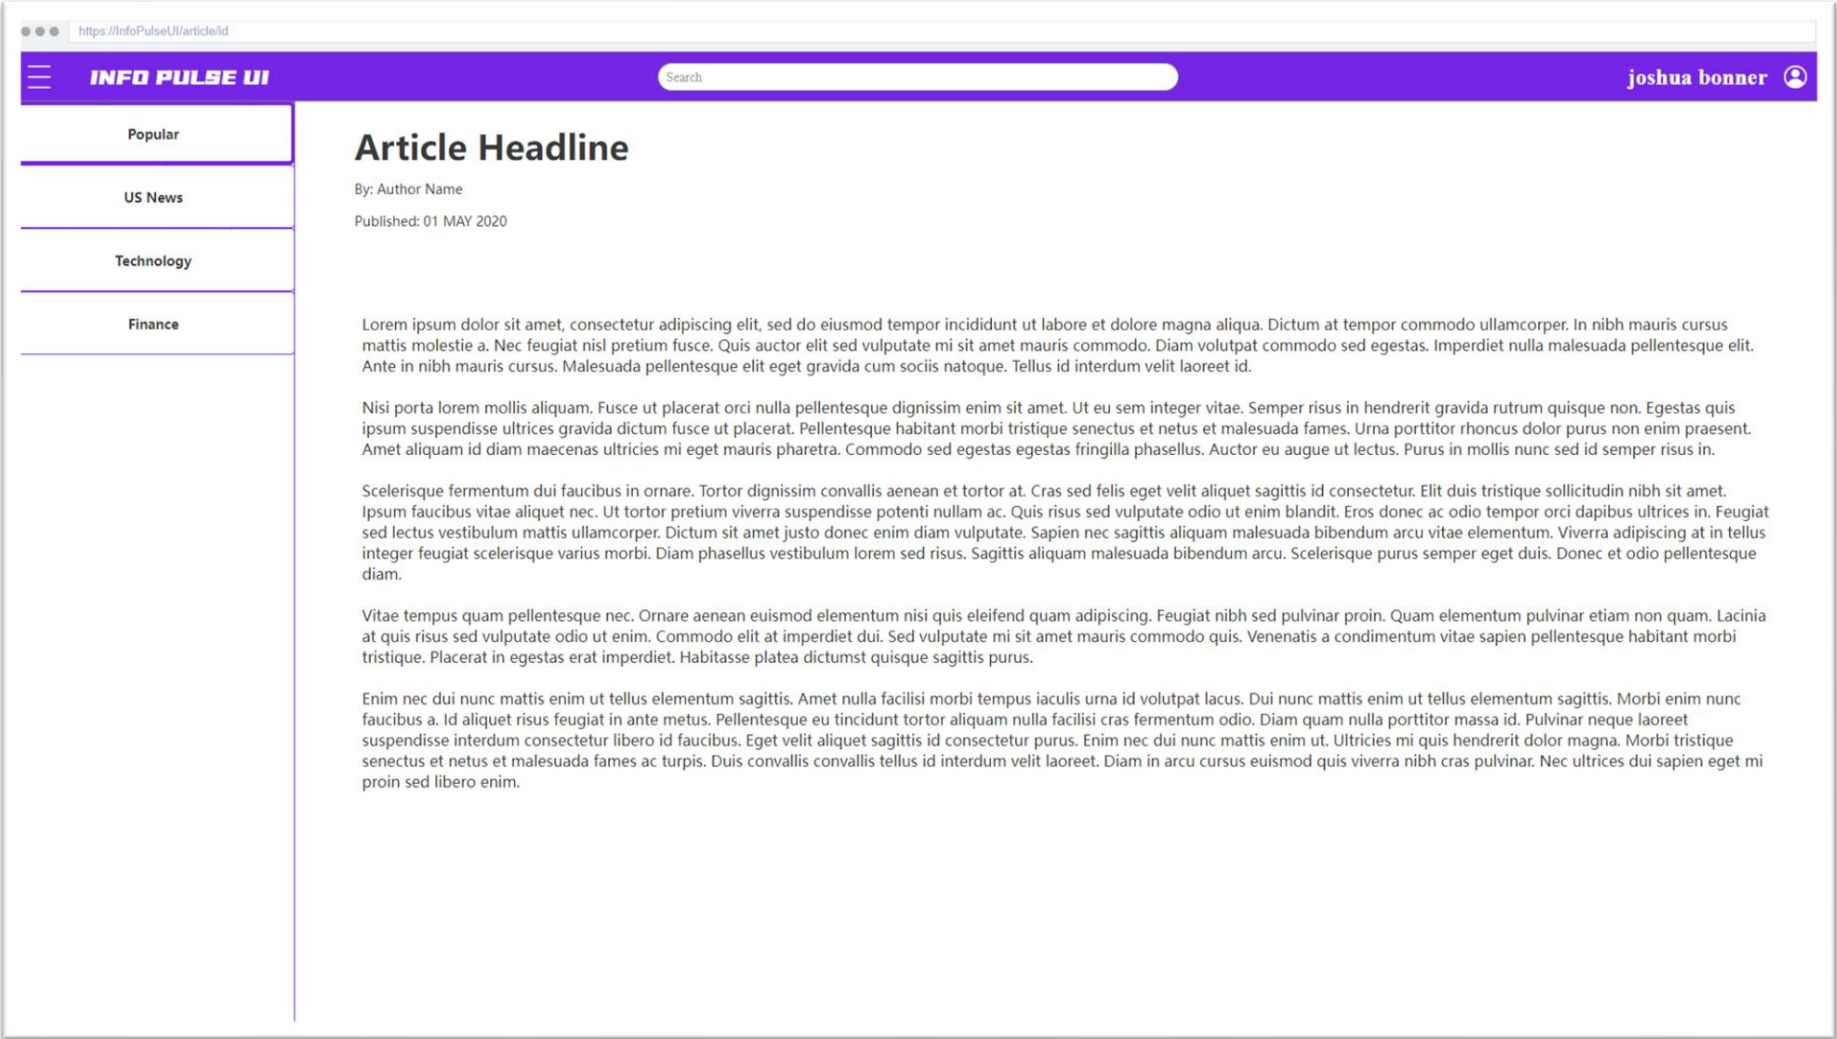 https://InfoPulseUI/article/id
INFO PULSE UI
Search
joshua bonner
Popular
US News
Technology
Finance
Article Headline
By: Author Name
Published: 01 MAY 2020
Lorem ipsum dolor sit amet, consectetur adipiscing elit, sed do eiusmod tempor incididunt ut labore et dolore magna aliqua. Dictum at tempor commodo ullamcorper. In nibh mauris cursus
mattis molestie a. Nec feugiat nisl pretium fusce. Quis auctor elit sed vulputate mi sit amet mauris commodo. Diam volutpat commodo sed egestas. Imperdiet nulla malesuada pellentesque elit.
Ante in nibh mauris cursus. Malesuada pellentesque elit eget gravida cum sociis natoque. Tellus id interdum velit laoreet id.
Nisi porta lorem mollis aliquam. Fusce ut placerat orci nulla pellentesque dignissim enim sit amet. Ut eu sem integer vitae. Semper risus in hendrerit gravida rutrum quisque non. Egestas quis
ipsum suspendisse ultrices gravida dictum fusce ut placerat. Pellentesque habitant morbi tristique senectus et netus et malesuada fames. Urna porttitor rhoncus dolor purus non enim praesent.
Amet aliquam id diam maecenas ultricies mi eget mauris pharetra. Commodo sed egestas egestas fringilla phasellus. Auctor eu augue ut lectus. Purus in mollis nunc sed id semper risus in.
Scelerisque fermentum dui faucibus in ornare. Tortor dignissim convallis aenean et tortor at. Cras sed felis eget velit aliquet sagittis id consectetur. Elit duis tristique sollicitudin nibh sit amet.
Ipsum faucibus vitae aliquet nec. Ut tortor pretium viverra suspendisse potenti nullam ac. Quis risus sed vulputate odio ut enim blandit. Eros donec ac odio tempor orci dapibus ultrices in. Feugiat
sed lectus vestibulum mattis ullamcorper. Dictum sit amet justo donec enim diam vulputate. Sapien nec sagittis aliquam malesuada bibendum arcu vitae elementum. Viverra adipiscing at in tellus
integer feugiat scelerisque varius morbi. Diam phasellus vestibulum lorem sed risus. Sagittis aliquam malesuada bibendum arcu. Scelerisque purus semper eget duis. Donec et odio pellentesque
diam.
Vitae tempus quam pellentesque nec. Ornare aenean euismod elementum nisi quis eleifend quam adipiscing. Feugiat nibh sed pulvinar proin. Quam elementum pulvinar etiam non quam. Lacinia
at quis risus sed vulputate odio ut enim. Commodo elit at imperdiet dui. Sed vulputate mi sit amet mauris commodo quis. Venenatis a condimentum vitae sapien pellentesque habitant morbi
tristique. Placerat in egestas erat imperdiet. Habitasse platea dictumst quisque sagittis purus.
Enim nec dui nunc mattis enim ut tellus elementum sagittis. Amet nulla facilisi morbi tempus iaculis urna id volutpat lacus. Dui nunc mattis enim ut tellus elementum sagittis. Morbi enim nunc
faucibus a. Id aliquet risus feugiat in ante metus. Pellentesque eu tincidunt tortor aliquam nulla facilisi cras fermentum odio. Diam quam nulla porttitor massa id. Pulvinar neque laoreet
suspendisse interdum consectetur libero id faucibus. Eget velit aliquet sagittis id consectetur purus. Enim nec dui nunc mattis enim ut. Ultricies mi quis hendrerit dolor magna. Morbi tristique
senectus et netus et malesuada fames ac turpis. Duis convallis convallis tellus id interdum velit laoreet. Diam in arcu cursus euismod quis viverra nibh cras pulvinar. Nec ultrices dui sapien eget mi
proin sed libero enim.